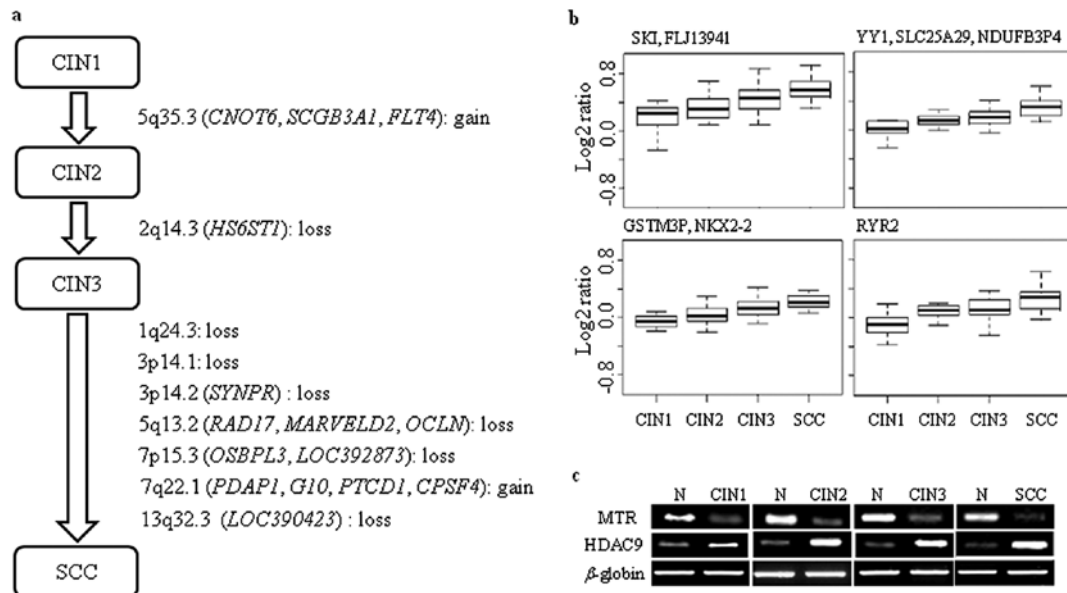 a
CIN1
5q35.3 (CNOT6, SCGB3A1, FLT4): gain
CIN2
2q14.3 (HS6ST1): loss
CIN3
1q24.3: loss
3p14.1: loss
3p14.2 (SYNPR) : loss
5q13.2 (RAD17, MARVELD2, OCLN): loss
7p15.3 (OSBPL3, LOC392873): loss
7q22.1 (PDAP1, G10, PTCD1, CPSF4): gain
13q32.3 (LOC390423) : loss
SCC
b
SKI, FLJ13941
YY1, SLC25A29, NDUFB3P4
Log2 ratio
0.8
0.0
-0.8
GSTM3P, NKX2-2
RYR2
Log2 ratio
0.8
0.0
-0.8
CIN1 CIN2 CIN3 SCC
CIN1 CIN2 CIN3 SCC
c
N CIN1 N CIN2 N CIN3 N SCC
MTR
HDAC9
β-globin